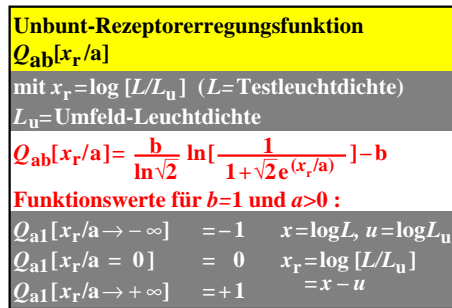 Unbunt-Rezeptorerregungsfunktion
Qab[xr/a]
mit xr=log [L/Lu] (L=Testleuchtdichte)
Lu=Umfeld-Leuchtdichte
Qab[xr/a]= b/ln√2 ln[ 1/(1+√2e^(xr/a)) ]−b
Funktionswerte für b=1 und a>0 :
Qa1[xr/a→−∞] =−1 x=logL, u=logLu
Qa1[xr/a = 0] = 0 xr=log [L/Lu]
Qa1[xr/a→+∞] =+1 =x−u